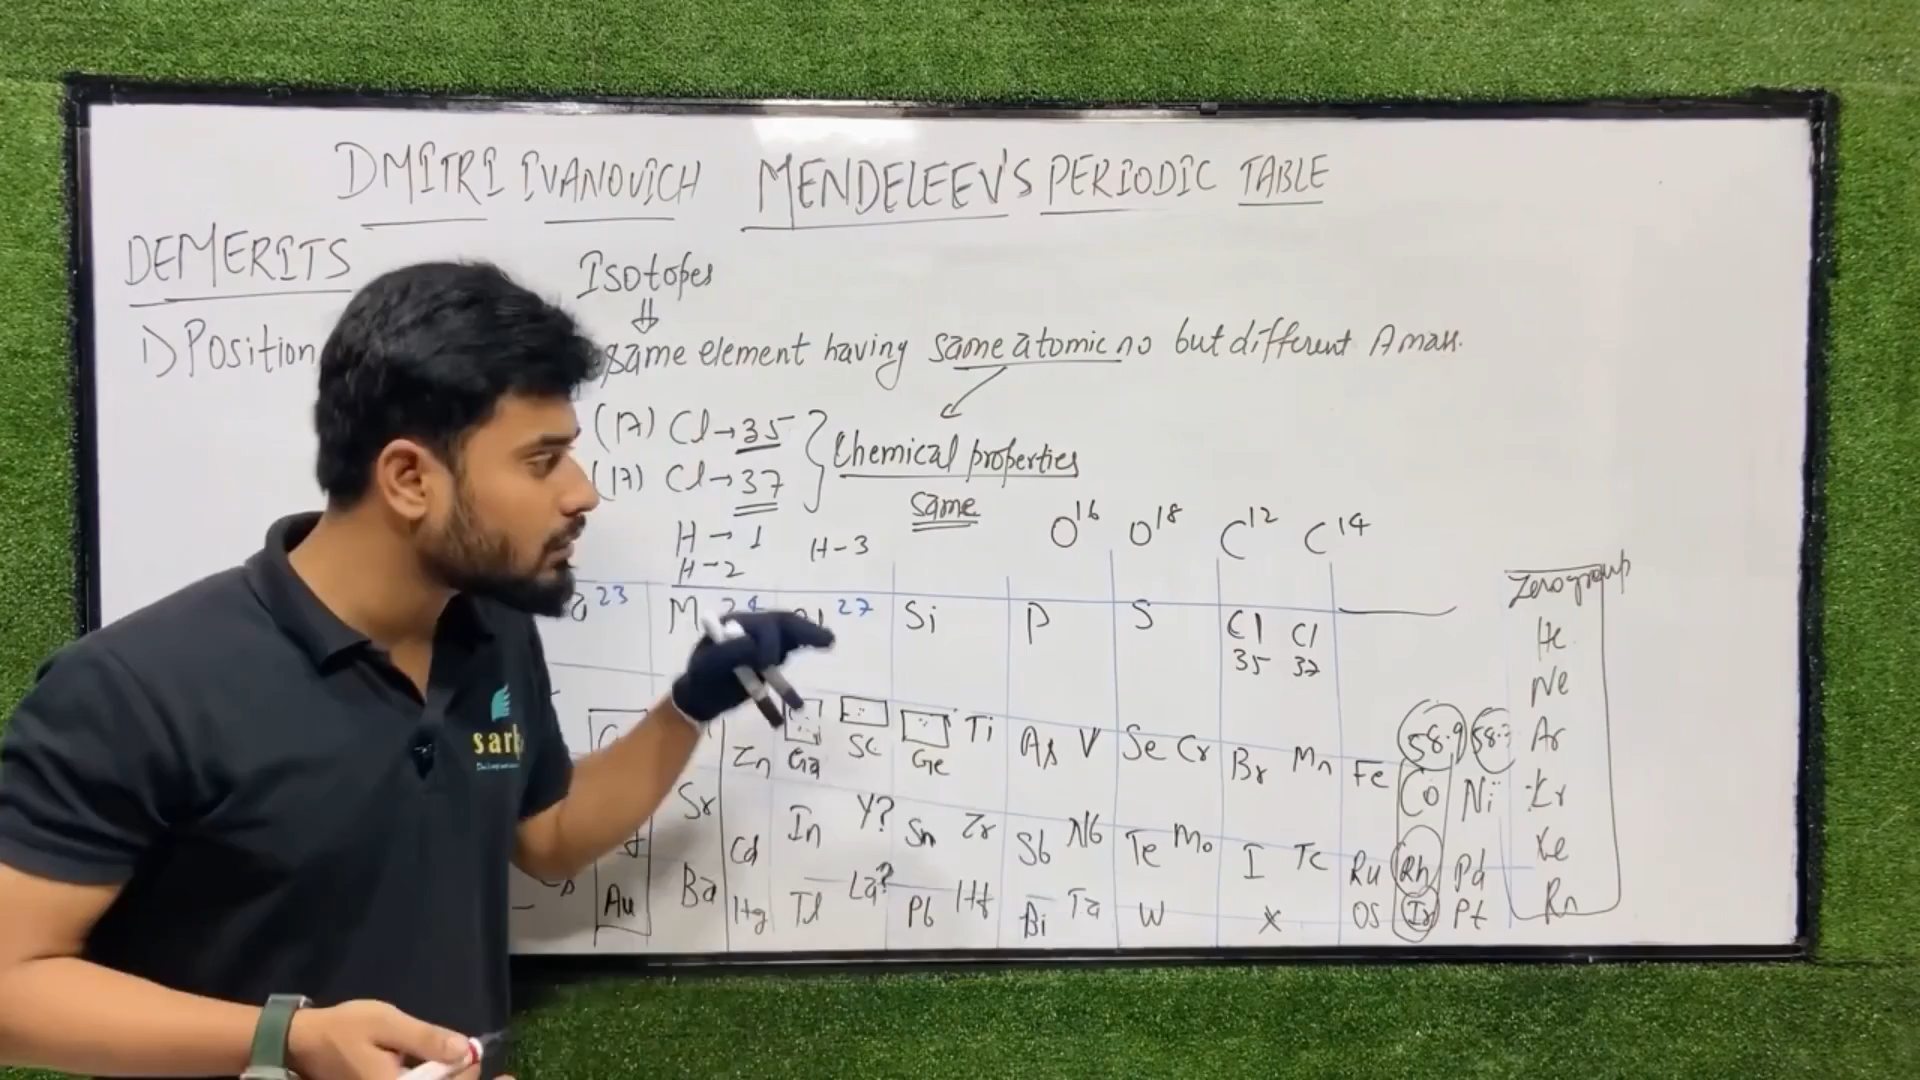 DMITRI IVANOVICH MENDELEEV'S PERIODIC TABLE
DEMERITS
Isotopes
⇓
1) Position
same element having same atomic no but different A mass.
(17) Cl→35
(17) Cl→37
Chemical properties
same
H→1 H-3
H-2
O¹⁶ O¹⁸ C¹² C¹⁴
23 27 Si P S Cl Cl
35 37
Zn Ga Sc Ge Ti As V Se Cr Br Mn Fe Co Ni
58.9 58.7
Sr Cd In Y? Sn Zr Sb Nb Te Mo I Tc Ru Rh Pd
Au Ba Hg Tl La? Pb Hf Bi Ta W X Os Ir Pt
Zero group
He
Ne
Ar
Kr
Xe
Rn